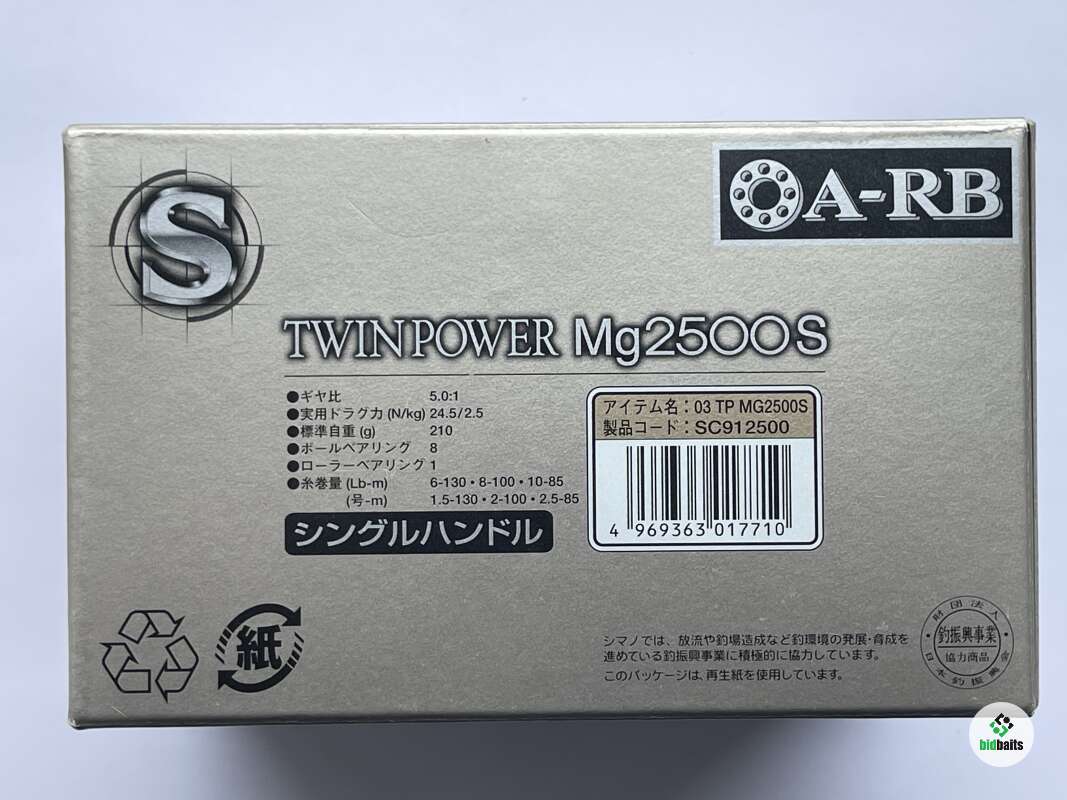 S
A-RB
TWINPOWER Mg2500S
●ギヤ比 5.0:1
●実用ドラグ力 (N/kg) 24.5/2.5
●標準自重 (g) 210
●ボールベアリング 8
●ローラーベアリング 1
●糸巻量 (Lb-m) 6-130・8-100・10-85
(号-m) 1.5-130・2-100・2.5-85
シングルハンドル
アイテム名：03 TP MG2500S
製品コード：SC912500
4 969363 017710
紙
シマノでは、放流や釣場造成など釣環境の発展・育成を
進めている釣振興事業に積極的に協力しています。
このパッケージは、再生紙を使用しています。
財団法人
釣振興事業
協力商品
日本釣振興会
bidbaits